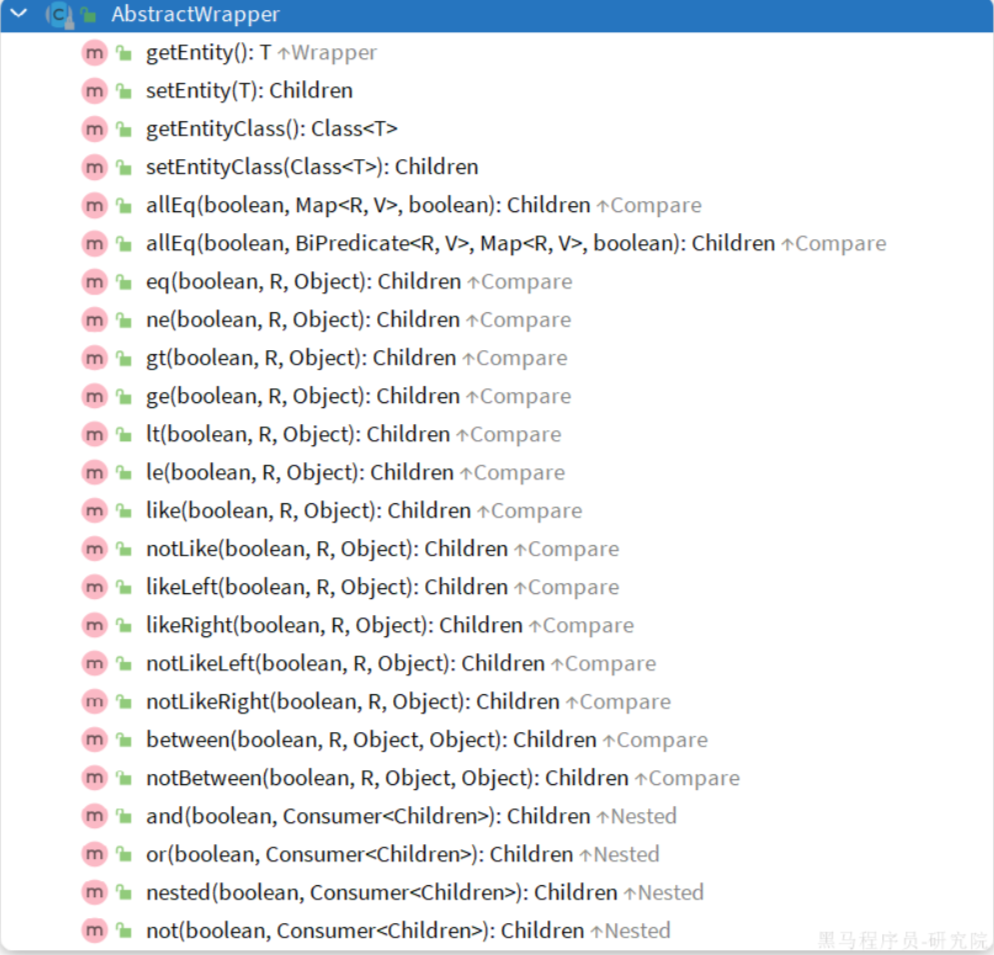 AbstractWrapper
m getEntity(): T ↑Wrapper
m setEntity(T): Children
m getEntityClass(): Class<T>
m setEntityClass(Class<T>): Children
m allEq(boolean, Map<R, V>, boolean): Children ↑Compare
m allEq(boolean, BiPredicate<R, V>, Map<R, V>, boolean): Children ↑Compare
m eq(boolean, R, Object): Children ↑Compare
m ne(boolean, R, Object): Children ↑Compare
m gt(boolean, R, Object): Children ↑Compare
m ge(boolean, R, Object): Children ↑Compare
m lt(boolean, R, Object): Children ↑Compare
m le(boolean, R, Object): Children ↑Compare
m like(boolean, R, Object): Children ↑Compare
m notLike(boolean, R, Object): Children ↑Compare
m likeLeft(boolean, R, Object): Children ↑Compare
m likeRight(boolean, R, Object): Children ↑Compare
m notLikeLeft(boolean, R, Object): Children ↑Compare
m notLikeRight(boolean, R, Object): Children ↑Compare
m between(boolean, R, Object, Object): Children ↑Compare
m notBetween(boolean, R, Object, Object): Children ↑Compare
m and(boolean, Consumer<Children>): Children ↑Nested
m or(boolean, Consumer<Children>): Children ↑Nested
m nested(boolean, Consumer<Children>): Children ↑Nested
m not(boolean, Consumer<Children>): Children ↑Nested
黑马程序员-研究院